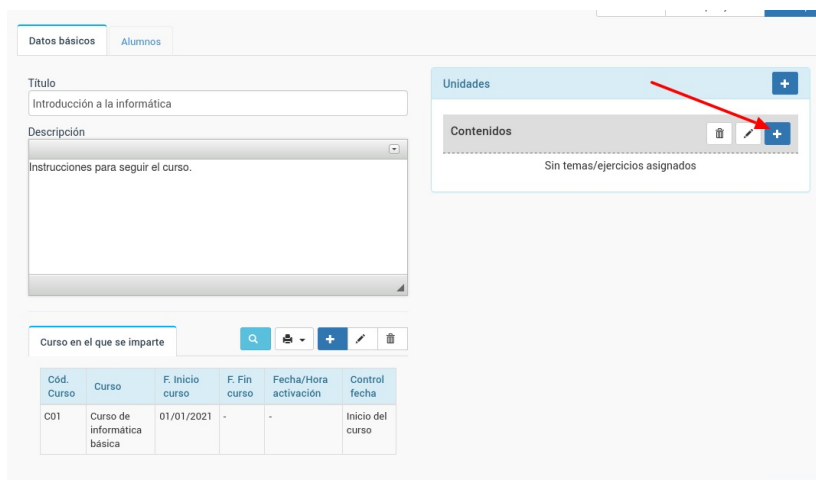 Datos básicos
Alumnos
Título
Introducción a la informática
Descripción
Instrucciones para seguir el curso.
Unidades
Contenidos
Sin temas/ejercicios asignados
Curso en el que se imparte
Cód. Curso
Curso
F. Inicio curso
F. Fin curso
Fecha/Hora activación
Control fecha
C01
Curso de informática básica
01/01/2021
-
-
Inicio del curso